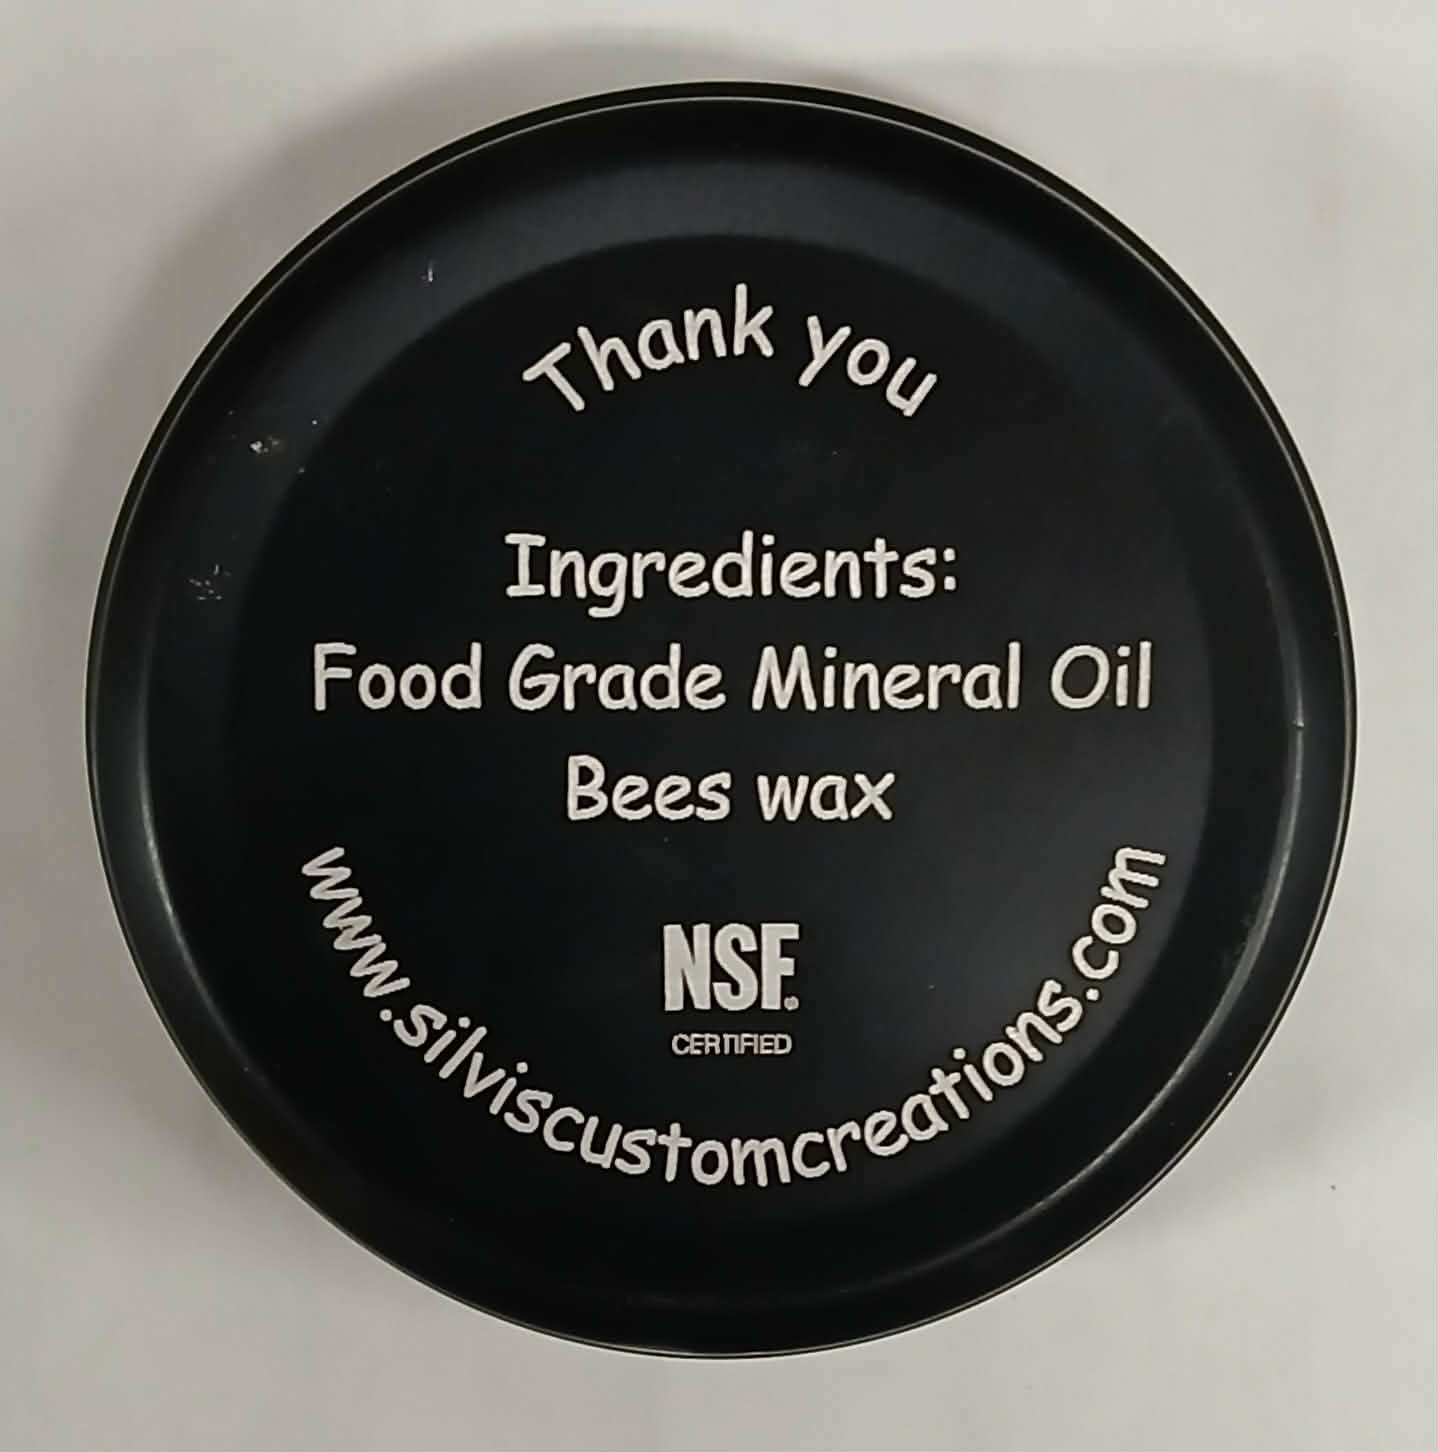 Thank you
Ingredients:
Food Grade Mineral Oil
Bees wax
NSF.
CERTIFIED
www.silviscustomcreations.com